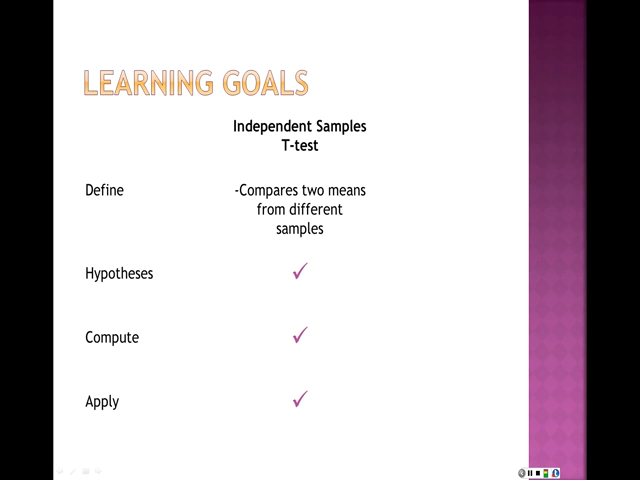 LEARNING GOALS
Independent Samples
T-test
Define
-Compares two means
from different
samples
Hypotheses ✓
Compute ✓
Apply ✓